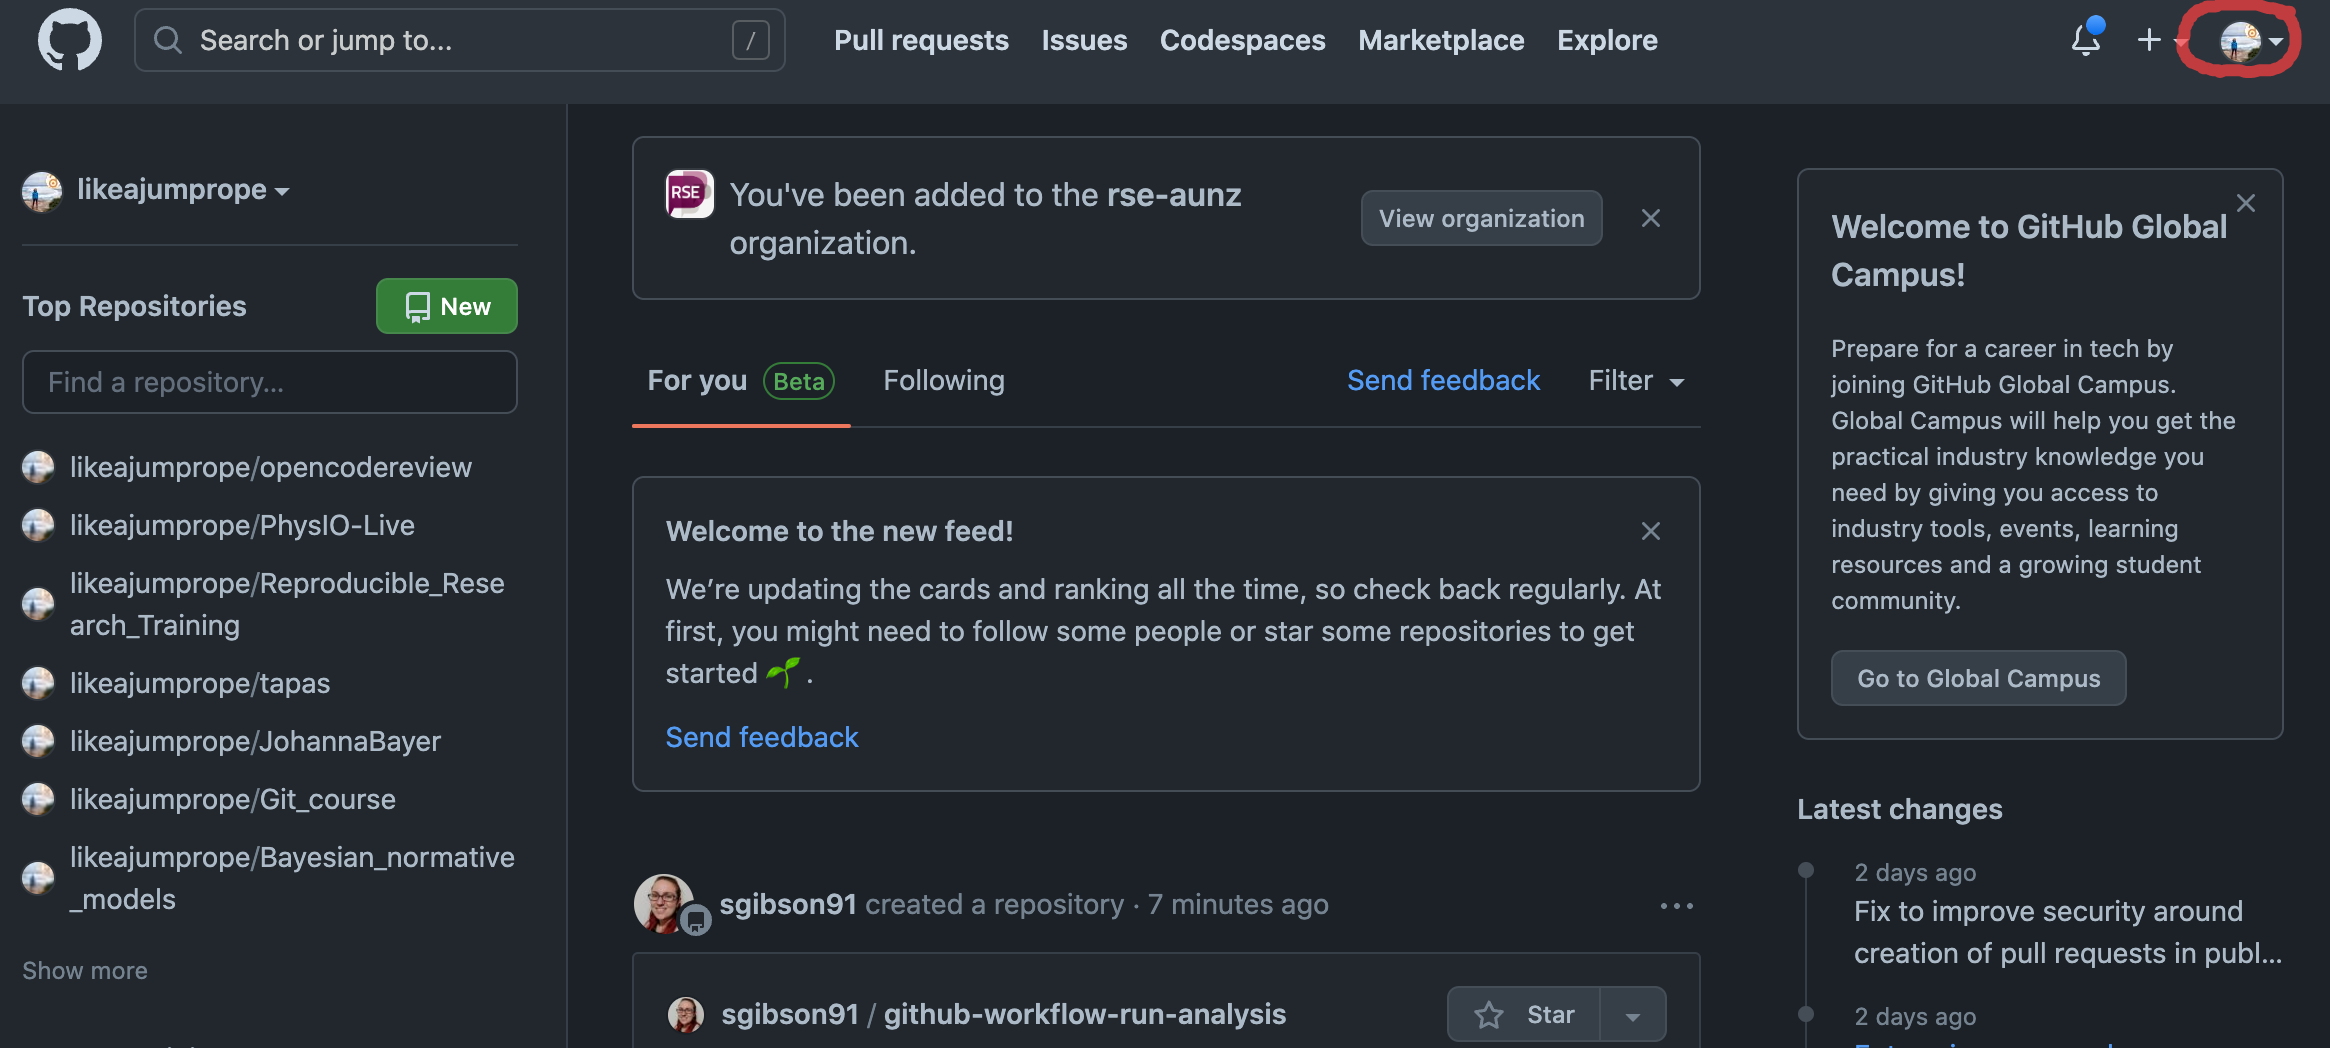 Search or jump to...
/
Pull requests
Issues
Codespaces
Marketplace
Explore
likeajumprope
Top Repositories
New
Find a repository...
likeajumprope/opencodereview
likeajumprope/PhysIO-Live
likeajumprope/Reproducible_Rese
arch_Training
likeajumprope/tapas
likeajumprope/JohannaBayer
likeajumprope/Git_course
likeajumprope/Bayesian_normative
_models
Show more
RSE
You've been added to the rse-aunz
organization.
View organization
For you
Beta
Following
Send feedback
Filter
Welcome to the new feed!
We’re updating the cards and ranking all the time, so check back regularly. At
first, you might need to follow some people or star some repositories to get
started 🌱 .
Send feedback
sgibson91 created a repository · 7 minutes ago
sgibson91 / github-workflow-run-analysis
Star
Welcome to GitHub Global
Campus!
Prepare for a career in tech by
joining GitHub Global Campus.
Global Campus will help you get the
practical industry knowledge you
need by giving you access to
industry tools, events, learning
resources and a growing student
community.
Go to Global Campus
Latest changes
2 days ago
Fix to improve security around
creation of pull requests in publ...
2 days ago